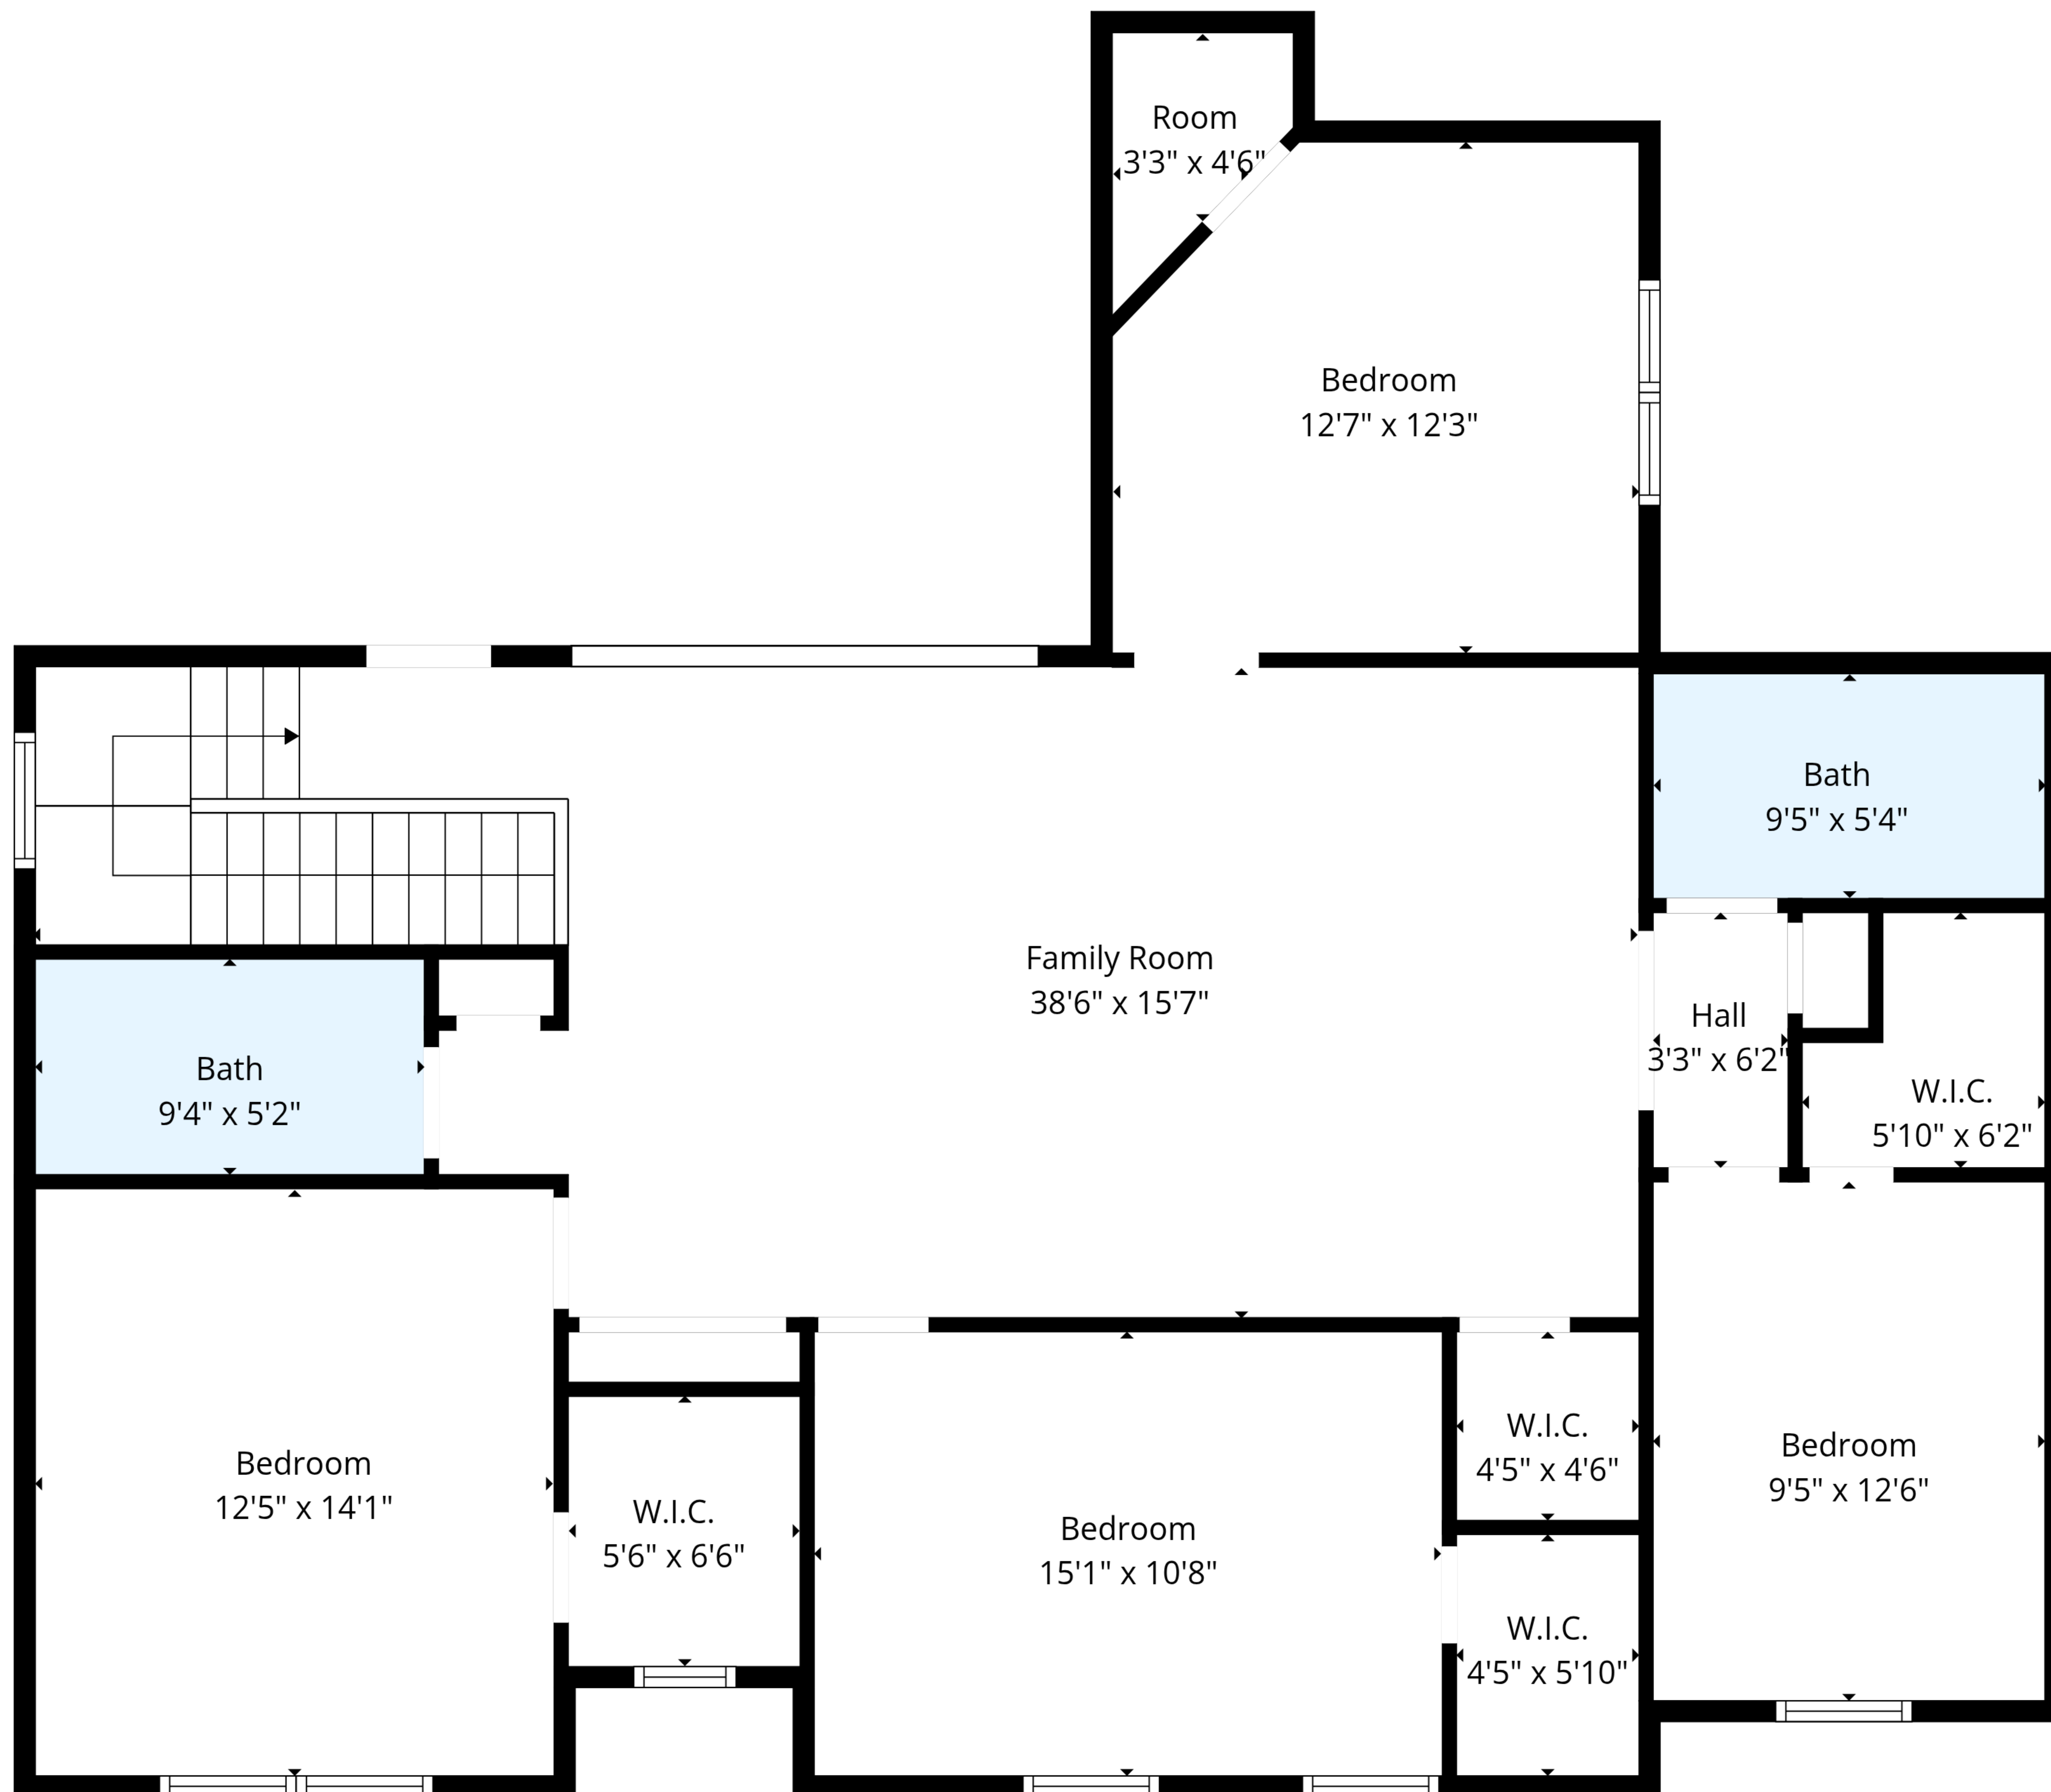 Room
3'3" x 4'6"
Bedroom
12'7" x 12'3"
Bath
9'5" x 5'4"
Family Room
38'6" x 15'7"
Hall
3'3" x 6'2"
Bath
9'4" x 5'2"
W.I.C.
5'10" x 6'2"
Bedroom
12'5" x 14'1"
W.I.C.
5'6" x 6'6"
Bedroom
15'1" x 10'8"
W.I.C.
4'5" x 4'6"
Bedroom
9'5" x 12'6"
W.I.C.
4'5" x 5'10"